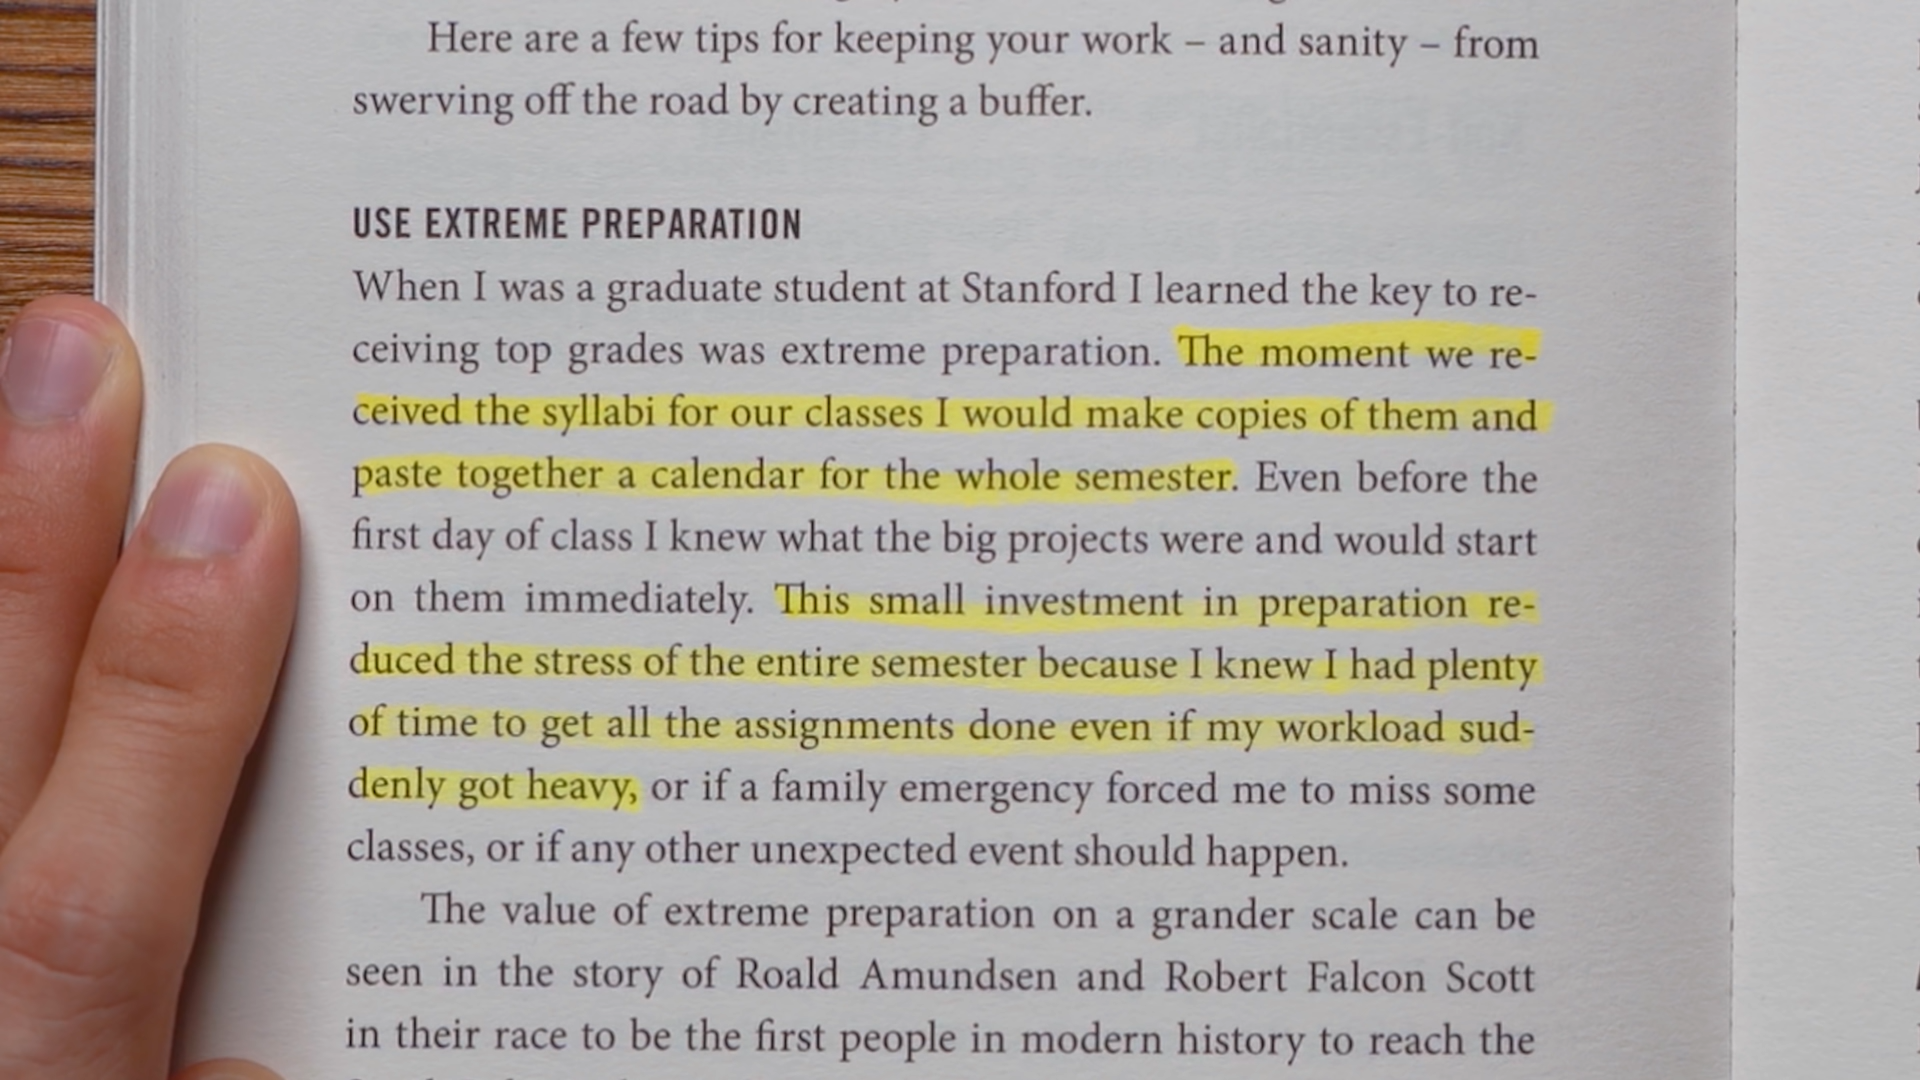 Here are a few tips for keeping your work – and sanity – from
swerving off the road by creating a buffer.
USE EXTREME PREPARATION
When I was a graduate student at Stanford I learned the key to re-
ceiving top grades was extreme preparation. The moment we re-
ceived the syllabi for our classes I would make copies of them and
paste together a calendar for the whole semester. Even before the
first day of class I knew what the big projects were and would start
on them immediately. This small investment in preparation re-
duced the stress of the entire semester because I knew I had plenty
of time to get all the assignments done even if my workload sud-
denly got heavy, or if a family emergency forced me to miss some
classes, or if any other unexpected event should happen.
The value of extreme preparation on a grander scale can be
seen in the story of Roald Amundsen and Robert Falcon Scott
in their race to be the first people in modern history to reach the